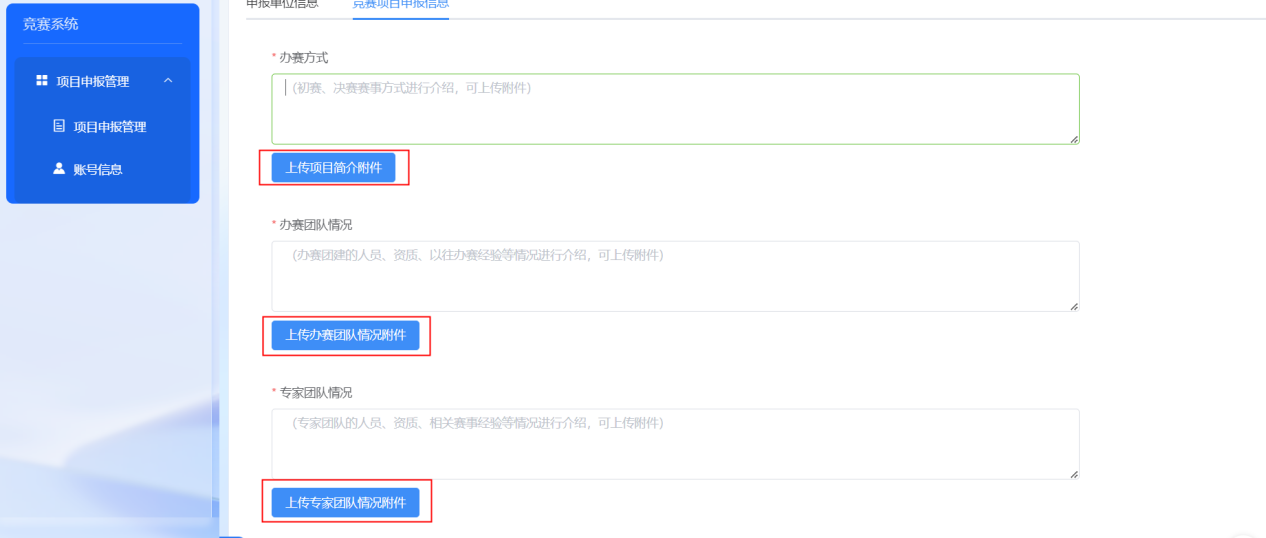 申报单位信息 竞赛项目申报信息
竞赛系统
项目申报管理
项目申报管理
账号信息
* 办赛方式
(初赛、决赛赛事方式进行介绍，可上传附件)
上传项目简介附件
* 办赛团队情况
(办赛团建的人员、资质、以往办赛经验等情况进行介绍，可上传附件)
上传办赛团队情况附件
* 专家团队情况
(专家团队的人员、资质、相关赛事经验等情况进行介绍，可上传附件)
上传专家团队情况附件